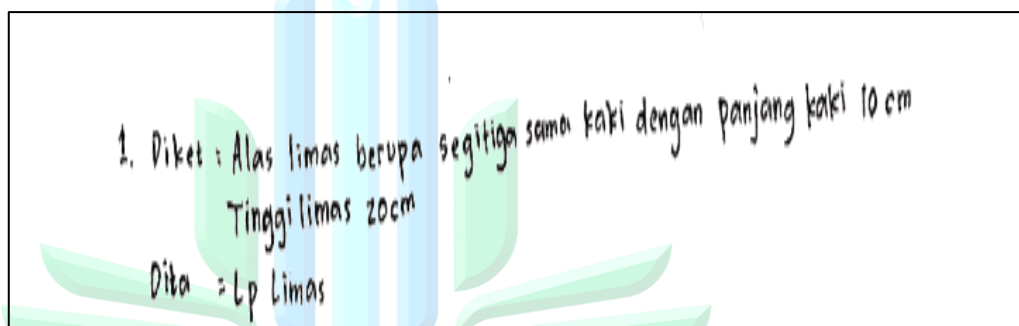 1. Diket : Alas limas berupa segitiga sama kaki dengan panjang kaki 10 cm
Tinggi limas 20cm
Dita = Lp Limas